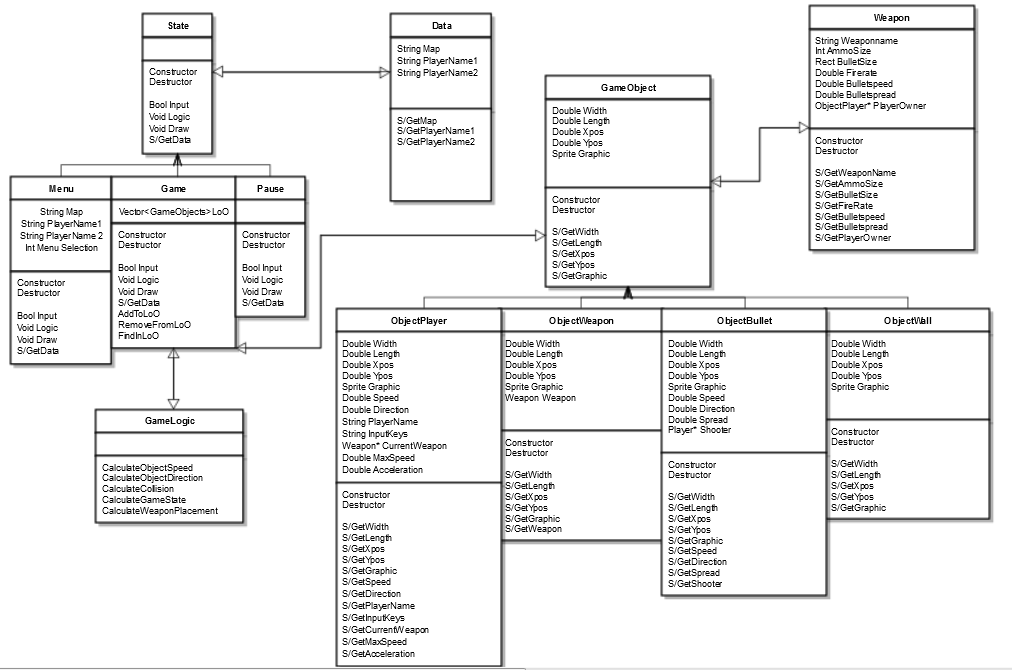 State
Constructor
Destructor
Bool Input
Void Logic
Void Draw
S/GetData
Data
String Map
String PlayerName1
String PlayerName2
S/GetMap
S/GetPlayerName1
S/GetPlayerName2
Weapon
String Weaponname
Int AmmoSize
Rect BulletSize
Double Firerate
Double Bulletspeed
Double Bulletspread
ObjectPlayer* PlayerOwner
Constructor
Destructor
S/GetWeaponName
S/GetAmmoSize
S/GetBulletSize
S/GetFireRate
S/GetBulletspeed
S/GetBulletspread
S/GetPlayerOwner
GameObject
Double Width
Double Length
Double Xpos
Double Ypos
Sprite Graphic
Constructor
Destructor
S/GetWidth
S/GetLength
S/GetXpos
S/GetYpos
S/GetGraphic
Menu
String Map
String PlayerName1
String PlayerName 2
Int Menu Selection
Constructor
Destructor
Bool Input
Void Logic
Void Draw
S/GetData
Game
Vector<GameObjects>LoO
Constructor
Destructor
Bool Input
Void Logic
Void Draw
S/GetData
AddToLoO
RemoveFromLoO
FindInLoO
Pause
Constructor
Destructor
Bool Input
Void Logic
Void Draw
S/GetData
GameLogic
CalculateObjectSpeed
CalculateObjectDirection
CalculateCollision
CalculateGameState
CalculateWeaponPlacement
ObjectPlayer
Double Width
Double Length
Double Xpos
Double Ypos
Sprite Graphic
Double Speed
Double Direction
String PlayerName
String InputKeys
Weapon* CurrentWeapon
Double MaxSpeed
Double Acceleration
Constructor
Destructor
S/GetWidth
S/GetLength
S/GetXpos
S/GetYpos
S/GetGraphic
S/GetSpeed
S/GetDirection
S/GetPlayerName
S/GetInputKeys
S/GetCurrentWeapon
S/GetMaxSpeed
S/GetAcceleration
ObjectWeapon
Double Width
Double Length
Double Xpos
Double Ypos
Sprite Graphic
Weapon Weapon
Constructor
Destructor
S/GetWidth
S/GetLength
S/GetXpos
S/GetYpos
S/GetGraphic
S/GetWeapon
ObjectBullet
Double Width
Double Length
Double Xpos
Double Ypos
Sprite Graphic
Double Speed
Double Direction
Double Spread
Player* Shooter
Constructor
Destructor
S/GetWidth
S/GetLength
S/GetXpos
S/GetYpos
S/GetGraphic
S/GetSpeed
S/GetDirection
S/GetSpread
S/GetShooter
ObjectWall
Double Width
Double Length
Double Xpos
Double Ypos
Sprite Graphic
Constructor
Destructor
S/GetWidth
S/GetLength
S/GetXpos
S/GetYpos
S/GetGraphic